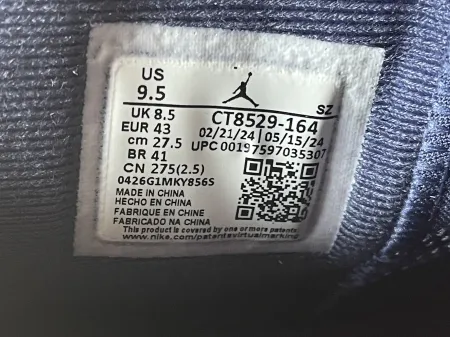 US
9.5
SZ
UK 8.5
CT8529-164
EUR 43
02/21/24 | 05/15/24
cm 27.5
UPC 00197597035307
BR 41
CN 275(2.5)
0426G1MKY856S
MADE IN CHINA
HECHO EN CHINA
FABRIQUE EN CHINE
FABRICADO NA CHINA
This product is covered by one or more patents
www.nike.com/patentsvirtualmarking